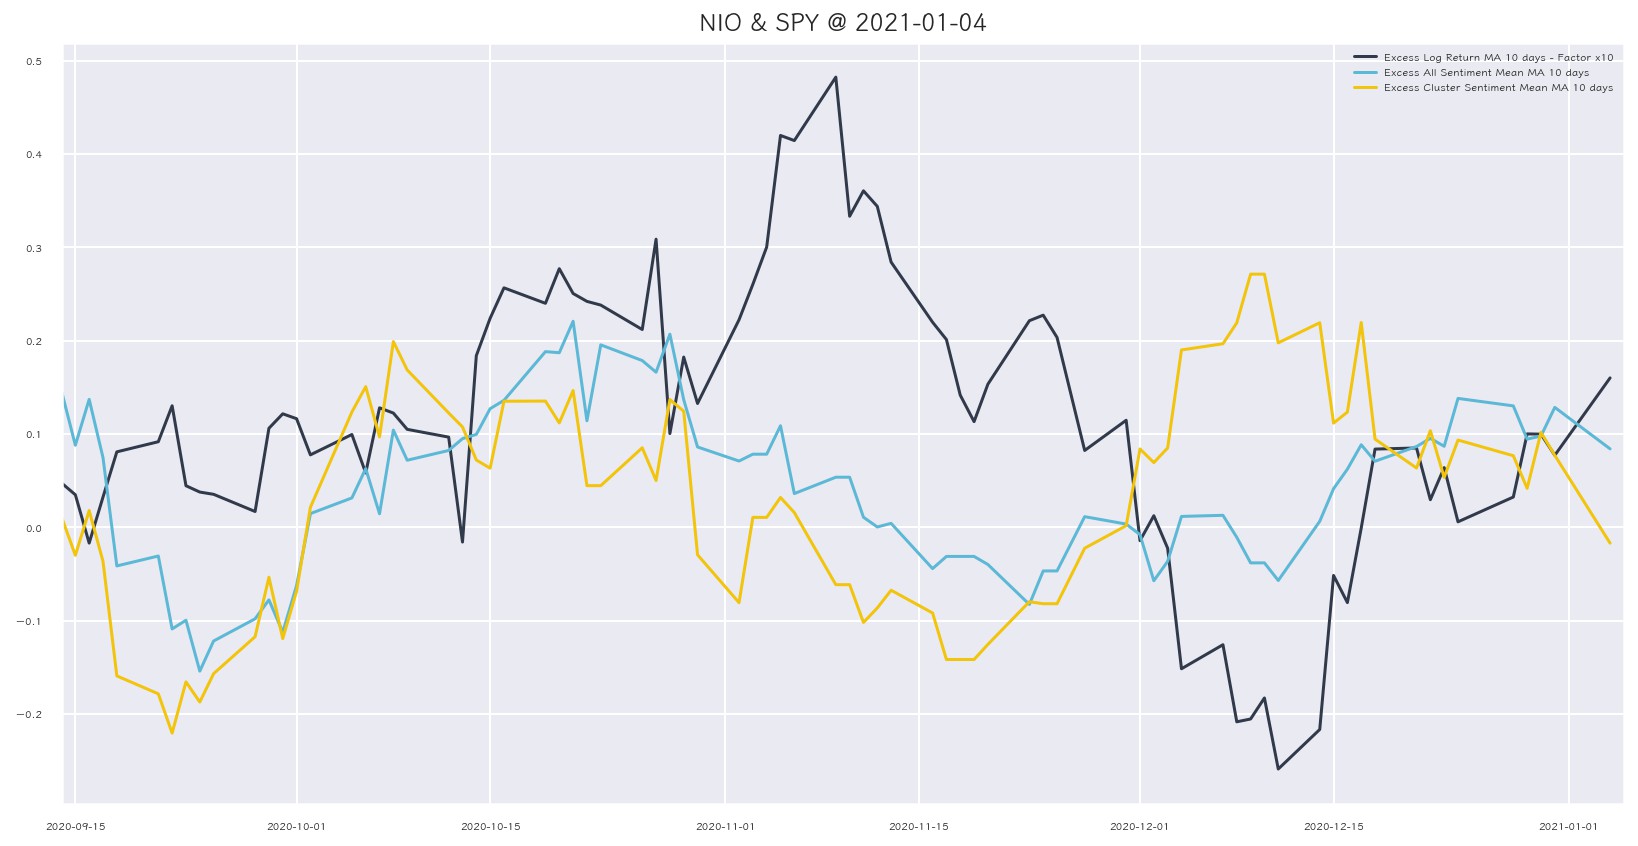 NIO & SPY @ 2021-01-04
Excess Log Return MA 10 days - Factor x10
Excess All Sentiment Mean MA 10 days
Excess Cluster Sentiment Mean MA 10 days
0.5
0.4
0.3
0.2
0.1
0.0
−0.1
−0.2
2020-09-15 2020-10-01 2020-10-15 2020-11-01 2020-11-15 2020-12-01 2020-12-15 2021-01-01